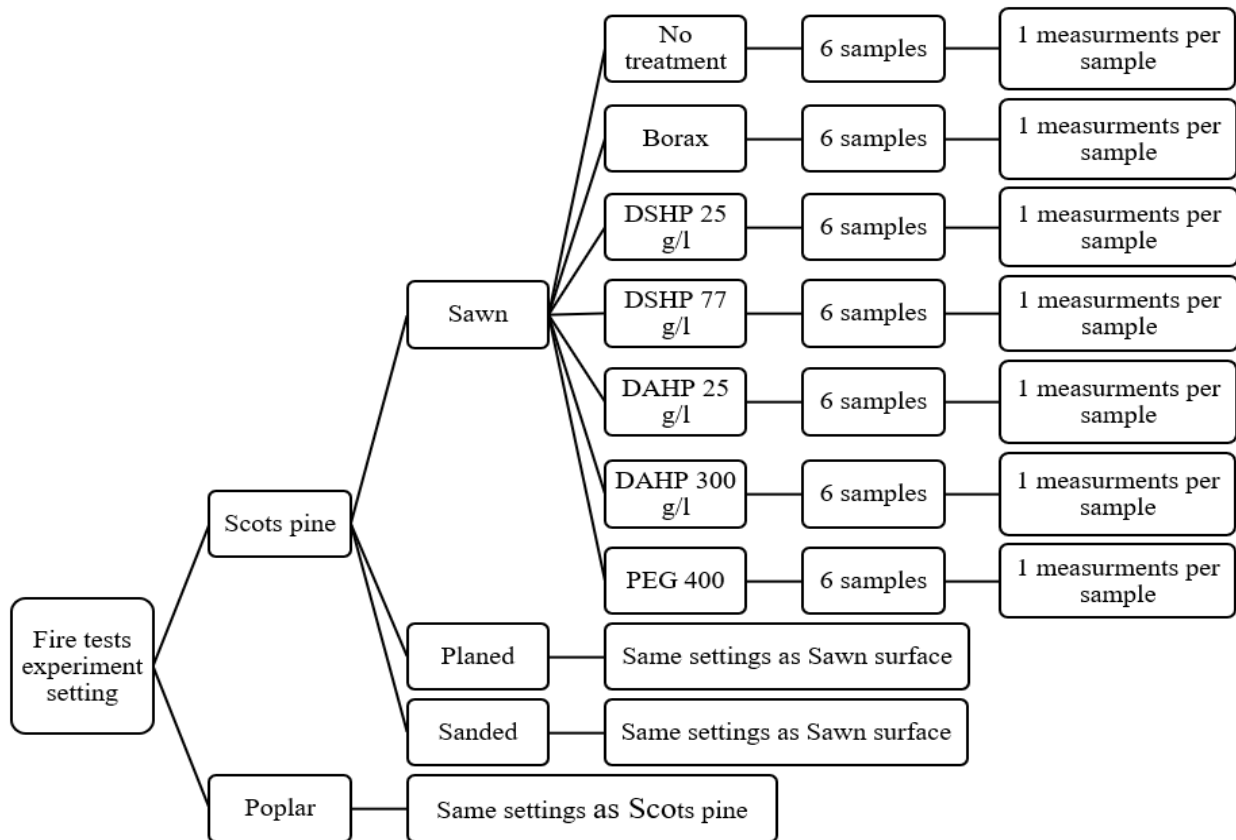 No
treatment
6 samples
1 measurments per
sample
Borax
6 samples
1 measurments per
sample
DSHP 25
g/l
6 samples
1 measurments per
sample
Sawn
DSHP 77
g/l
6 samples
1 measurments per
sample
DAHP 25
g/l
6 samples
1 measurments per
sample
Scots pine
DAHP 300
g/l
6 samples
1 measurments per
sample
PEG 400
6 samples
1 measurments per
sample
Fire tests
experiment
setting
Planed
Same settings as Sawn surface
Sanded
Same settings as Sawn surface
Poplar
Same settings as Scots pine